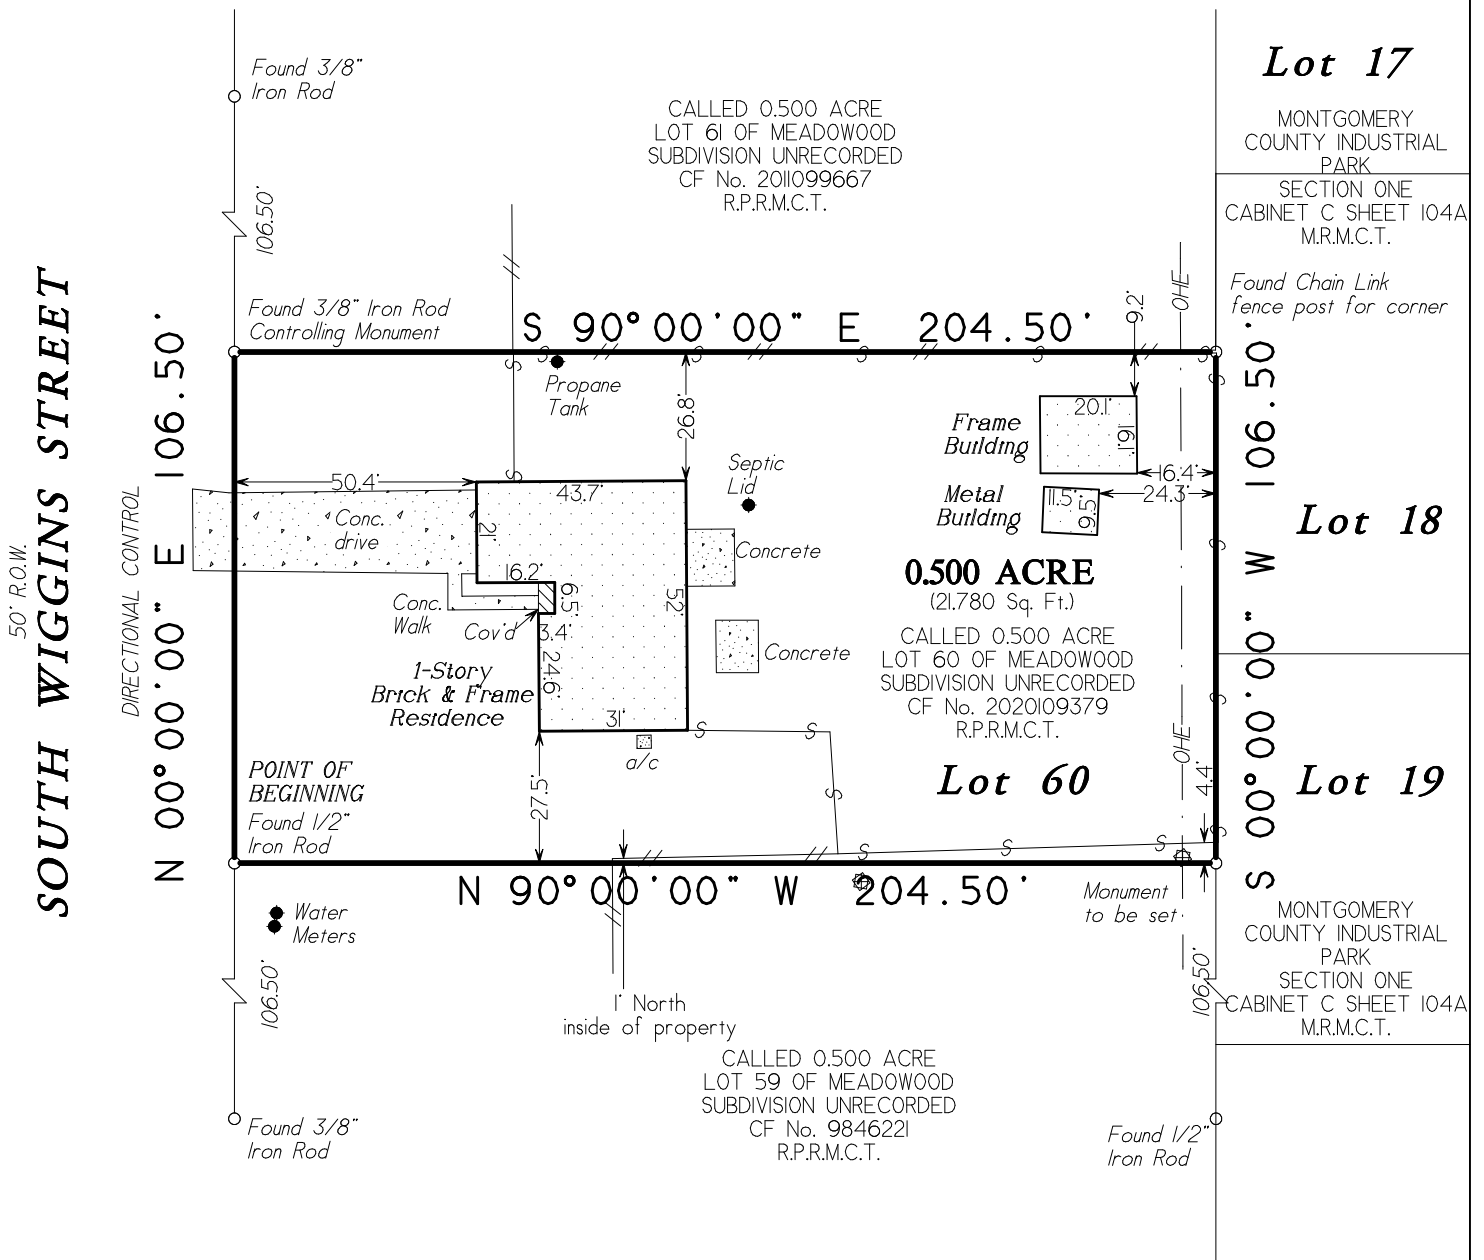 Found 3/8"
Iron Rod
106.50'
CALLED 0.500 ACRE
LOT 61 OF MEADOWOOD
SUBDIVISION UNRECORDED
CF No. 2011099667
R.P.R.M.C.T.
Lot 17
MONTGOMERY
COUNTY INDUSTRIAL
PARK
SECTION ONE
CABINET C SHEET 104A
M.R.M.C.T.
Found Chain Link
fence post for corner
Found 3/8" Iron Rod
Controlling Monument
S 90°00'00" E 204.50'
9.2'
OHE
SOUTH WIGGINS STREET
50' R.O.W.
DIRECTIONAL CONTROL
N 00°00'00" E 106.50'
S 00°00'00" W 106.50'
Propane
Tank
26.8'
Frame
Building
20.1'
16.1'
16.4'
Septic
Lid
50.4'
43.7'
Metal
Building
11.5'
9.5'
24.3'
Conc.
drive
21'
Concrete
Lot 18
16.2'
6.5'
52'
0.500 ACRE
(21,780 Sq. Ft.)
Conc.
Walk
Cov'd
3.4'
24.6'
Concrete
CALLED 0.500 ACRE
LOT 60 OF MEADOWOOD
SUBDIVISION UNRECORDED
CF No. 2020109379
R.P.R.M.C.T.
1-Story
Brick & Frame
Residence
31'
a/c
OHE
Lot 60
Lot 19
POINT OF
BEGINNING
Found 1/2"
Iron Rod
27.5'
4.4'
N 90°00'00" W 204.50'
Monument
to be set
Water
Meters
106.50'
1' North
inside of property
106.50'
MONTGOMERY
COUNTY INDUSTRIAL
PARK
SECTION ONE
CABINET C SHEET 104A
M.R.M.C.T.
CALLED 0.500 ACRE
LOT 59 OF MEADOWOOD
SUBDIVISION UNRECORDED
CF No. 9846221
R.P.R.M.C.T.
Found 3/8"
Iron Rod
Found 1/2"
Iron Rod